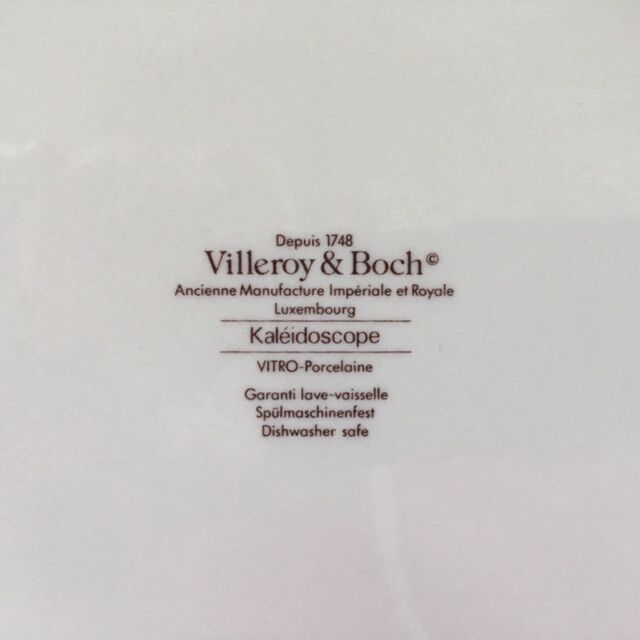 Depuis 1748
Villeroy & Boch©
Ancienne Manufacture Impériale et Royale
Luxembourg
Kaléidoscope
VITRO-Porcelaine
Garanti lave-vaisselle
Spülmaschinenfest
Dishwasher safe